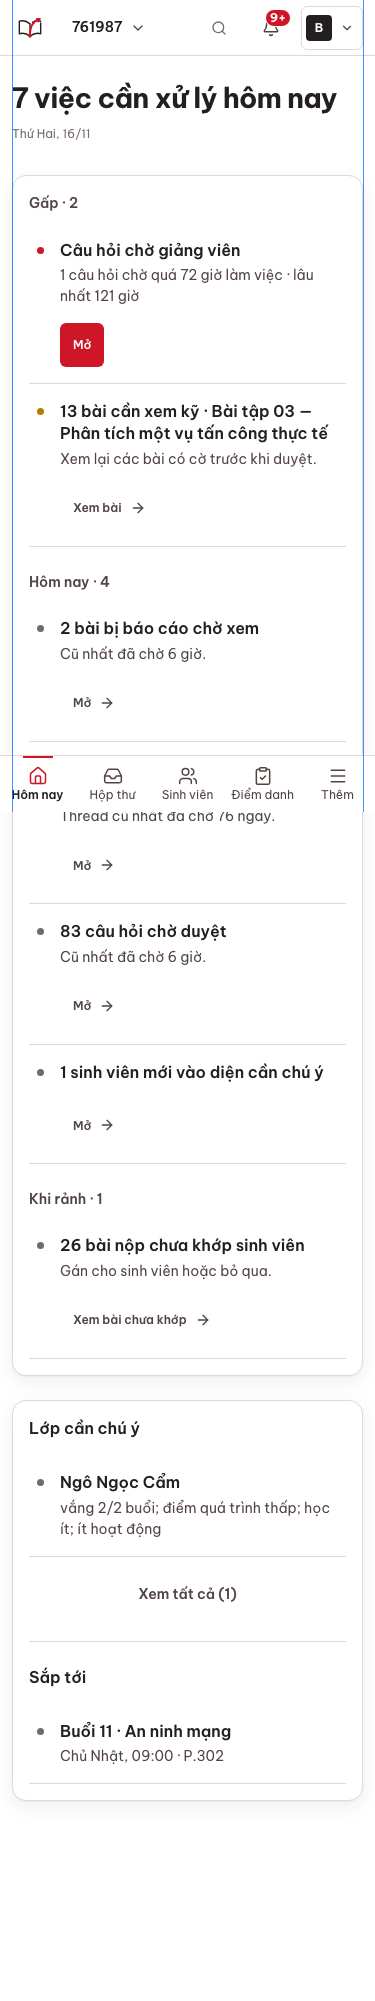 761987
9+
B
7 việc cần xử lý hôm nay
Thứ Hai, 16/11
Gấp · 2
Câu hỏi chờ giảng viên
1 câu hỏi chờ quá 72 giờ làm việc · lâu
nhất 121 giờ
Mở
13 bài cần xem kỹ · Bài tập 03 —
Phân tích một vụ tấn công thực tế
Xem lại các bài có cờ trước khi duyệt.
Xem bài
Hôm nay · 4
2 bài bị báo cáo chờ xem
Cũ nhất đã chờ 6 giờ.
Mở
Hôm nay
Hộp thư
Sinh viên
Điểm danh
Thêm
Thread cũ nhất đã chờ 76 ngày.
Mở
83 câu hỏi chờ duyệt
Cũ nhất đã chờ 6 giờ.
Mở
1 sinh viên mới vào diện cần chú ý
Mở
Khi rảnh · 1
26 bài nộp chưa khớp sinh viên
Gán cho sinh viên hoặc bỏ qua.
Xem bài chưa khớp
Lớp cần chú ý
Ngô Ngọc Cẩm
vắng 2/2 buổi; điểm quá trình thấp; học
ít; ít hoạt động
Xem tất cả (1)
Sắp tới
Buổi 11 · An ninh mạng
Chủ Nhật, 09:00 · P.302